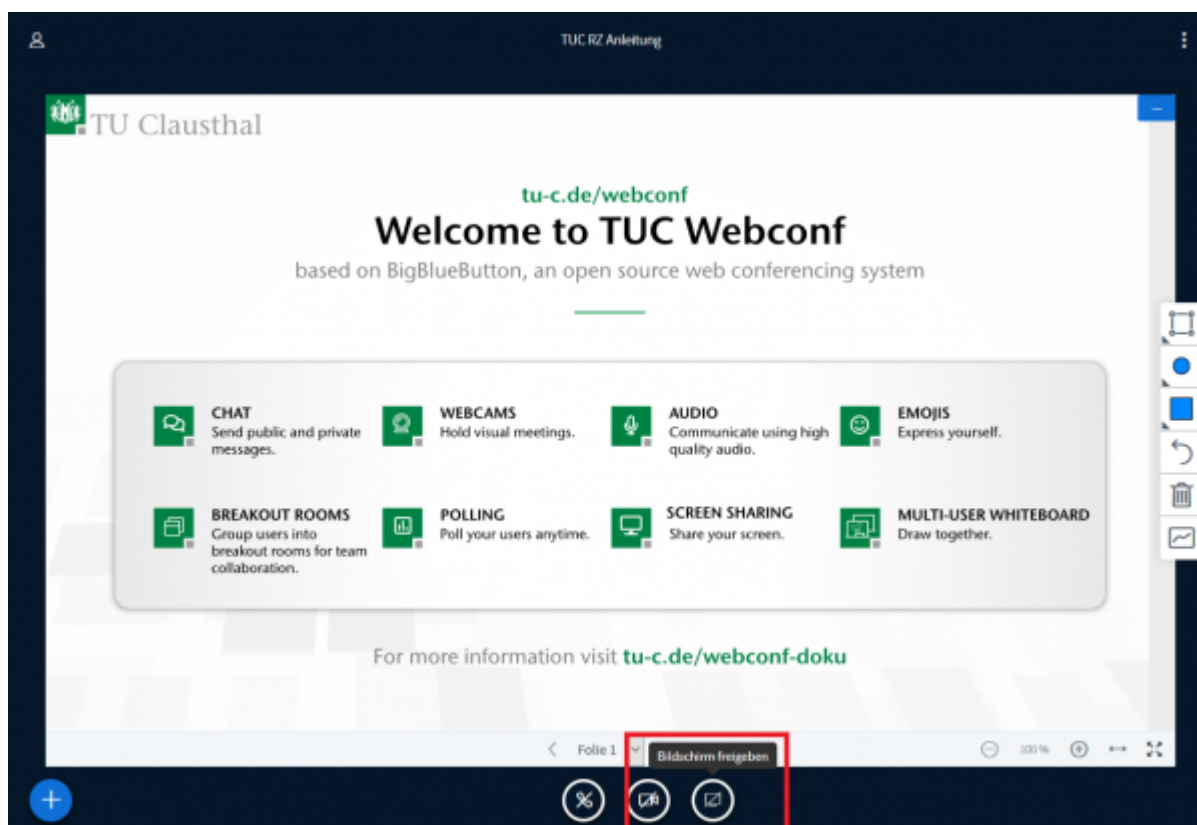 TUC RZ Anleitung
TU Clausthal
tu-c.de/webconf
Welcome to TUC Webconf
based on BigBlueButton, an open source web conferencing system
CHAT
Send public and private
messages.
WEBCAMS
Hold visual meetings.
AUDIO
Communicate using high
quality audio.
EMOJIS
Express yourself.
BREAKOUT ROOMS
Group users into
breakout rooms for team
collaboration.
POLLING
Poll your users anytime.
SCREEN SHARING
Share your screen.
MULTI-USER WHITEBOARD
Draw together.
For more information visit tu-c.de/webconf-doku
Folie 1
Bildschirm freigeben
100%